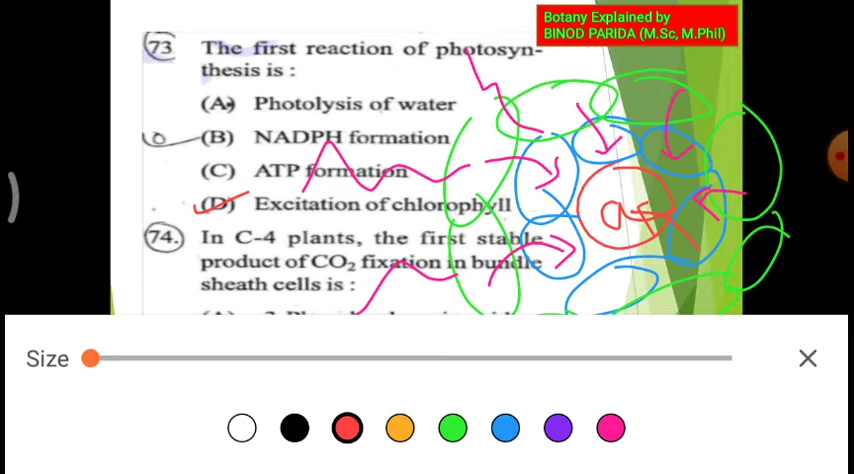 Botany Explained by
BINOD PARIDA (M.Sc, M.Phil)
73 The first reaction of photosyn-
thesis is :
(A) Photolysis of water
(B) NADPH formation
(C) ATP formation
(D) Excitation of chlorophyll
74. In C-4 plants, the first stable
product of CO₂ fixation in bundle
sheath cells is :
Size